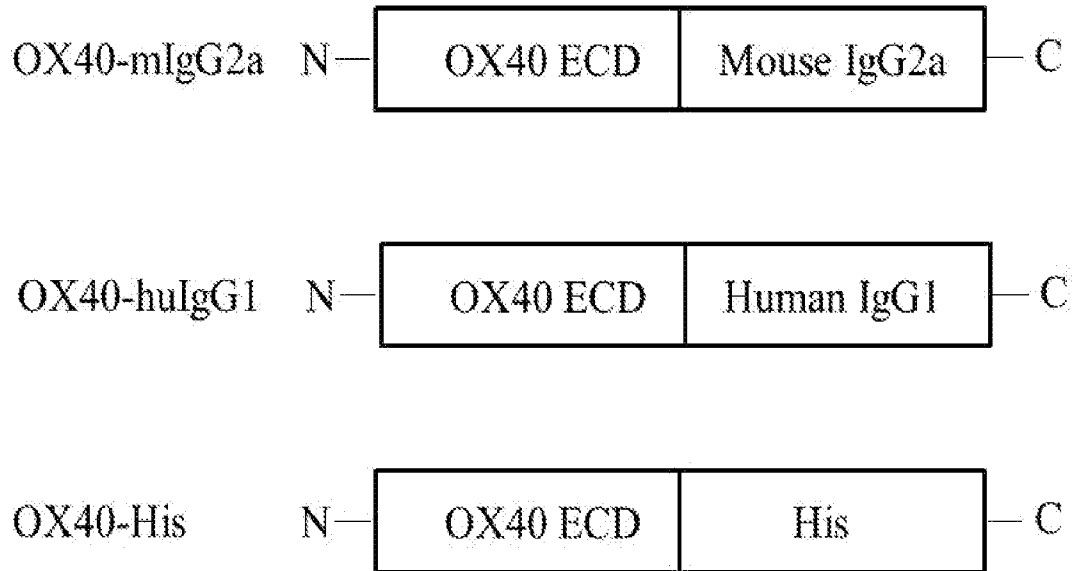 OX40-mIgG2a N OX40 ECD Mouse IgG2a C
OX40-huIgG1 N OX40 ECD Human IgG1 C
OX40-His N OX40 ECD His C